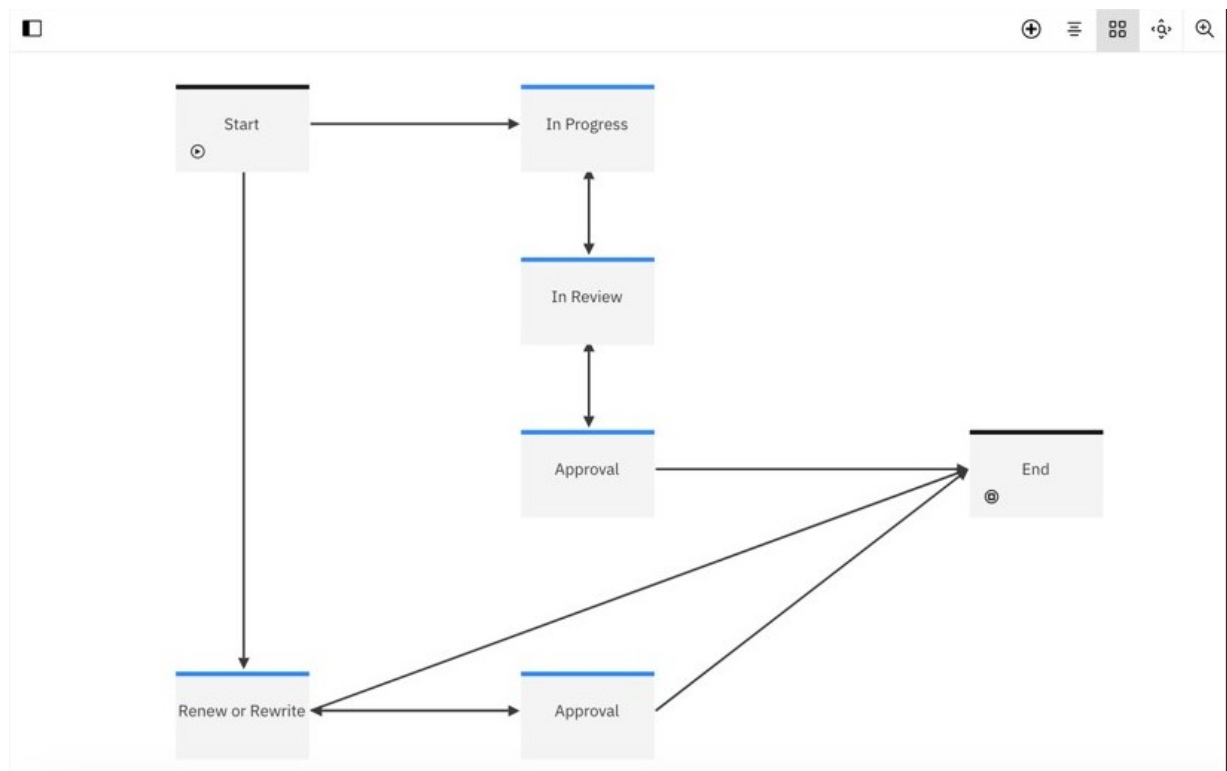 Start
In Progress
In Review
Approval
End
Renew or Rewrite
Approval